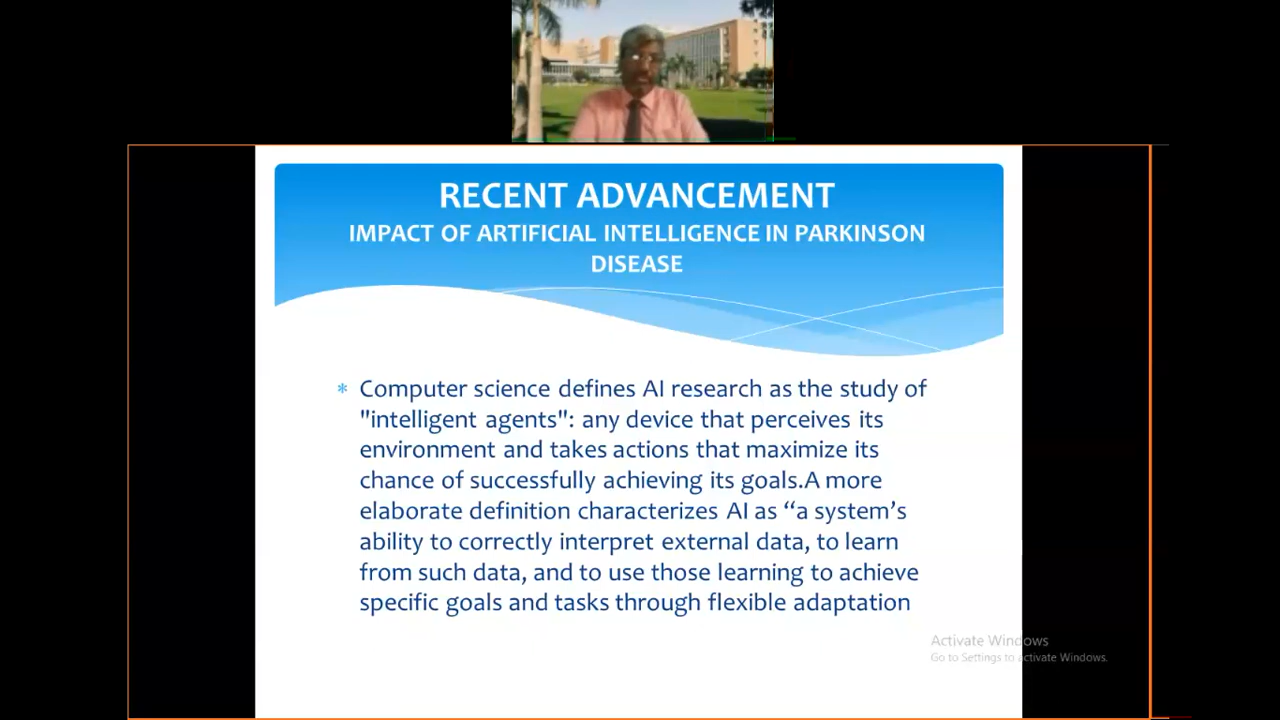 RECENT ADVANCEMENT
IMPACT OF ARTIFICIAL INTELLIGENCE IN PARKINSON
DISEASE
* Computer science defines AI research as the study of
"intelligent agents": any device that perceives its
environment and takes actions that maximize its
chance of successfully achieving its goals.A more
elaborate definition characterizes AI as “a system’s
ability to correctly interpret external data, to learn
from such data, and to use those learning to achieve
specific goals and tasks through flexible adaptation
Activate Windows
Go to Settings to activate Windows.